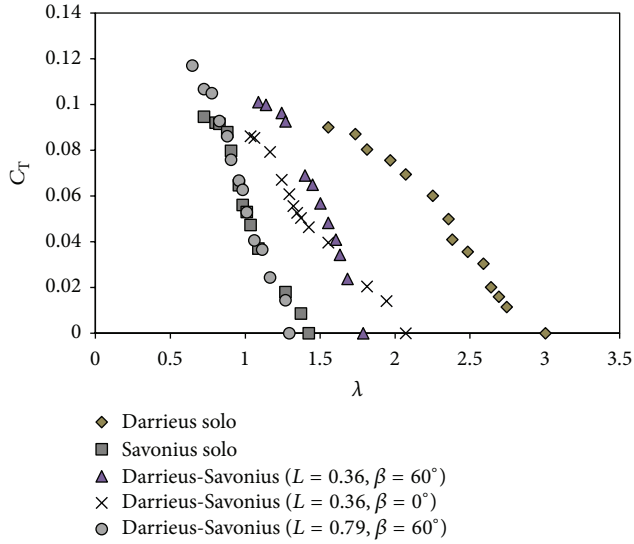 0.14
0.12
0.1
0.08
0.06
0.04
0.02
0
C_T
0 0.5 1 1.5 2 2.5 3 3.5
λ
Darrieus solo
Savonius solo
Darrieus-Savonius (L = 0.36, β = 60°)
Darrieus-Savonius (L = 0.36, β = 0°)
Darrieus-Savonius (L = 0.79, β = 60°)